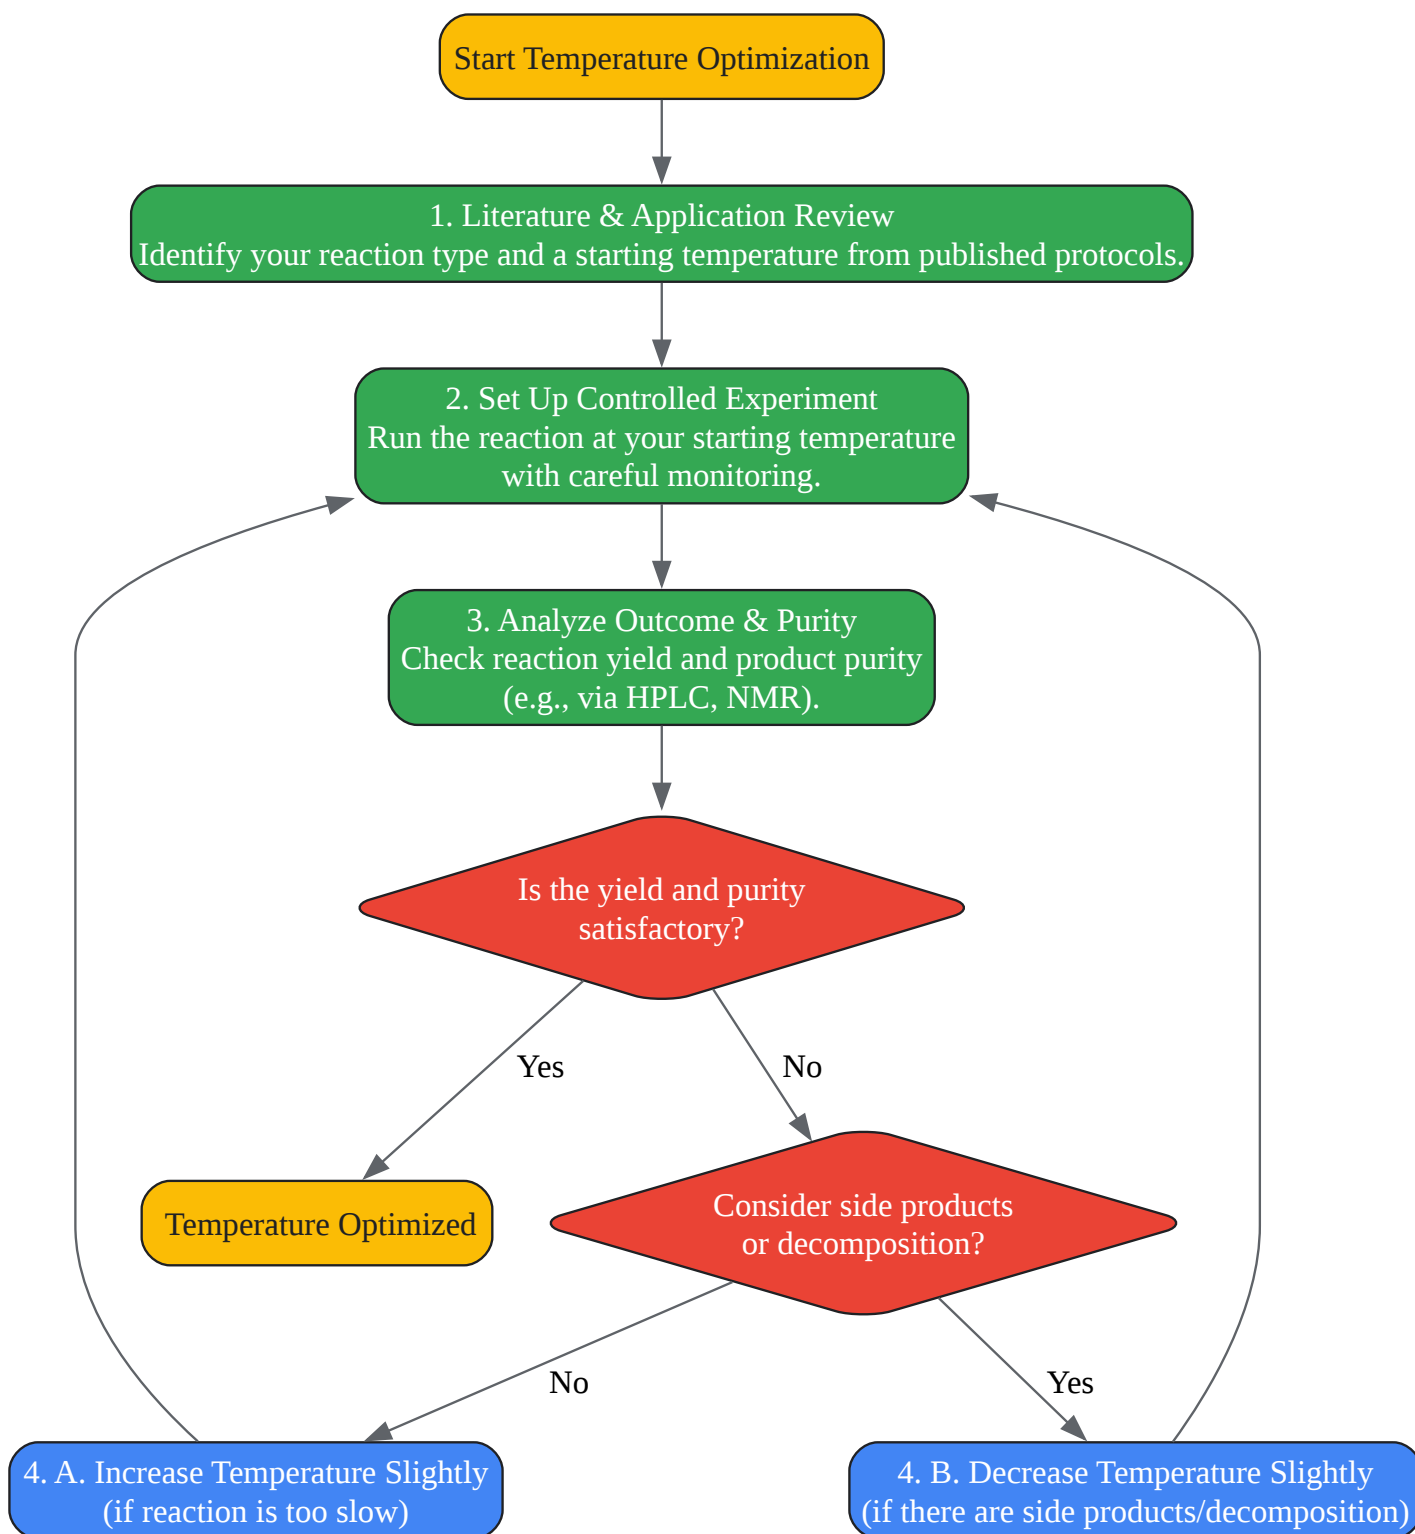 Start Temperature Optimization
1. Literature & Application Review
Identify your reaction type and a starting temperature from published protocols.
2. Set Up Controlled Experiment
Run the reaction at your starting temperature
with careful monitoring.
3. Analyze Outcome & Purity
Check reaction yield and product purity
(e.g., via HPLC, NMR).
Is the yield and purity
satisfactory?
Yes
No
Temperature Optimized
Consider side products
or decomposition?
No
Yes
4. A. Increase Temperature Slightly
(if reaction is too slow)
4. B. Decrease Temperature Slightly
(if there are side products/decomposition)